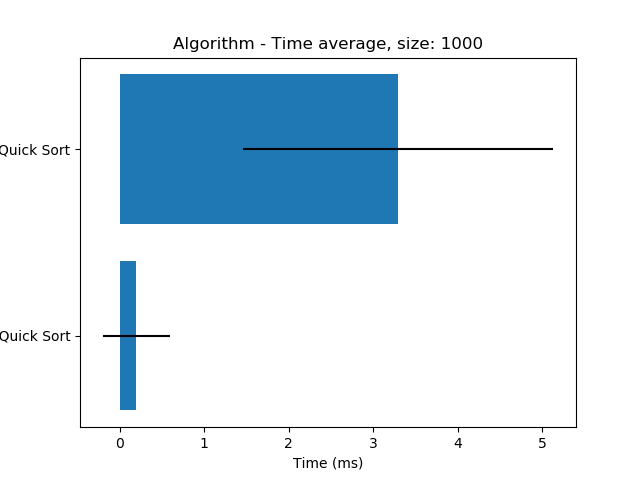 Algorithm - Time average, size: 1000
Quick Sort
Quick Sort
0 1 2 3 4 5
Time (ms)